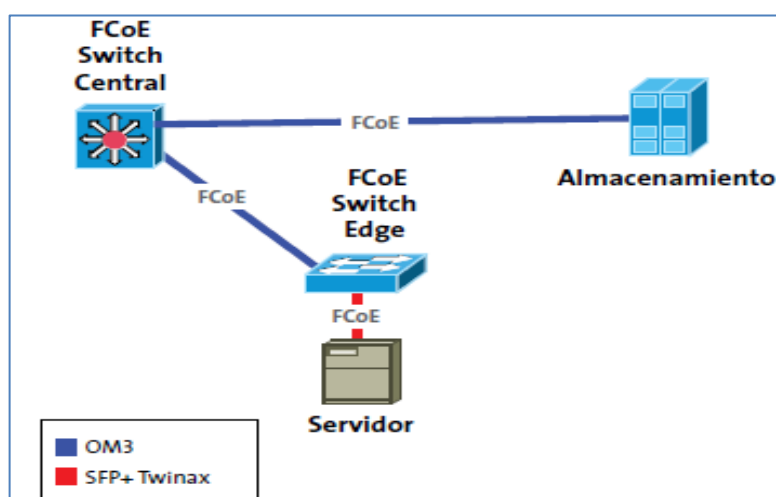 FCoE
Switch
Central
FCoE
Almacenamiento
FCoE
FCoE
Switch
Edge
FCoE
Servidor
OM3
SFP+ Twinax